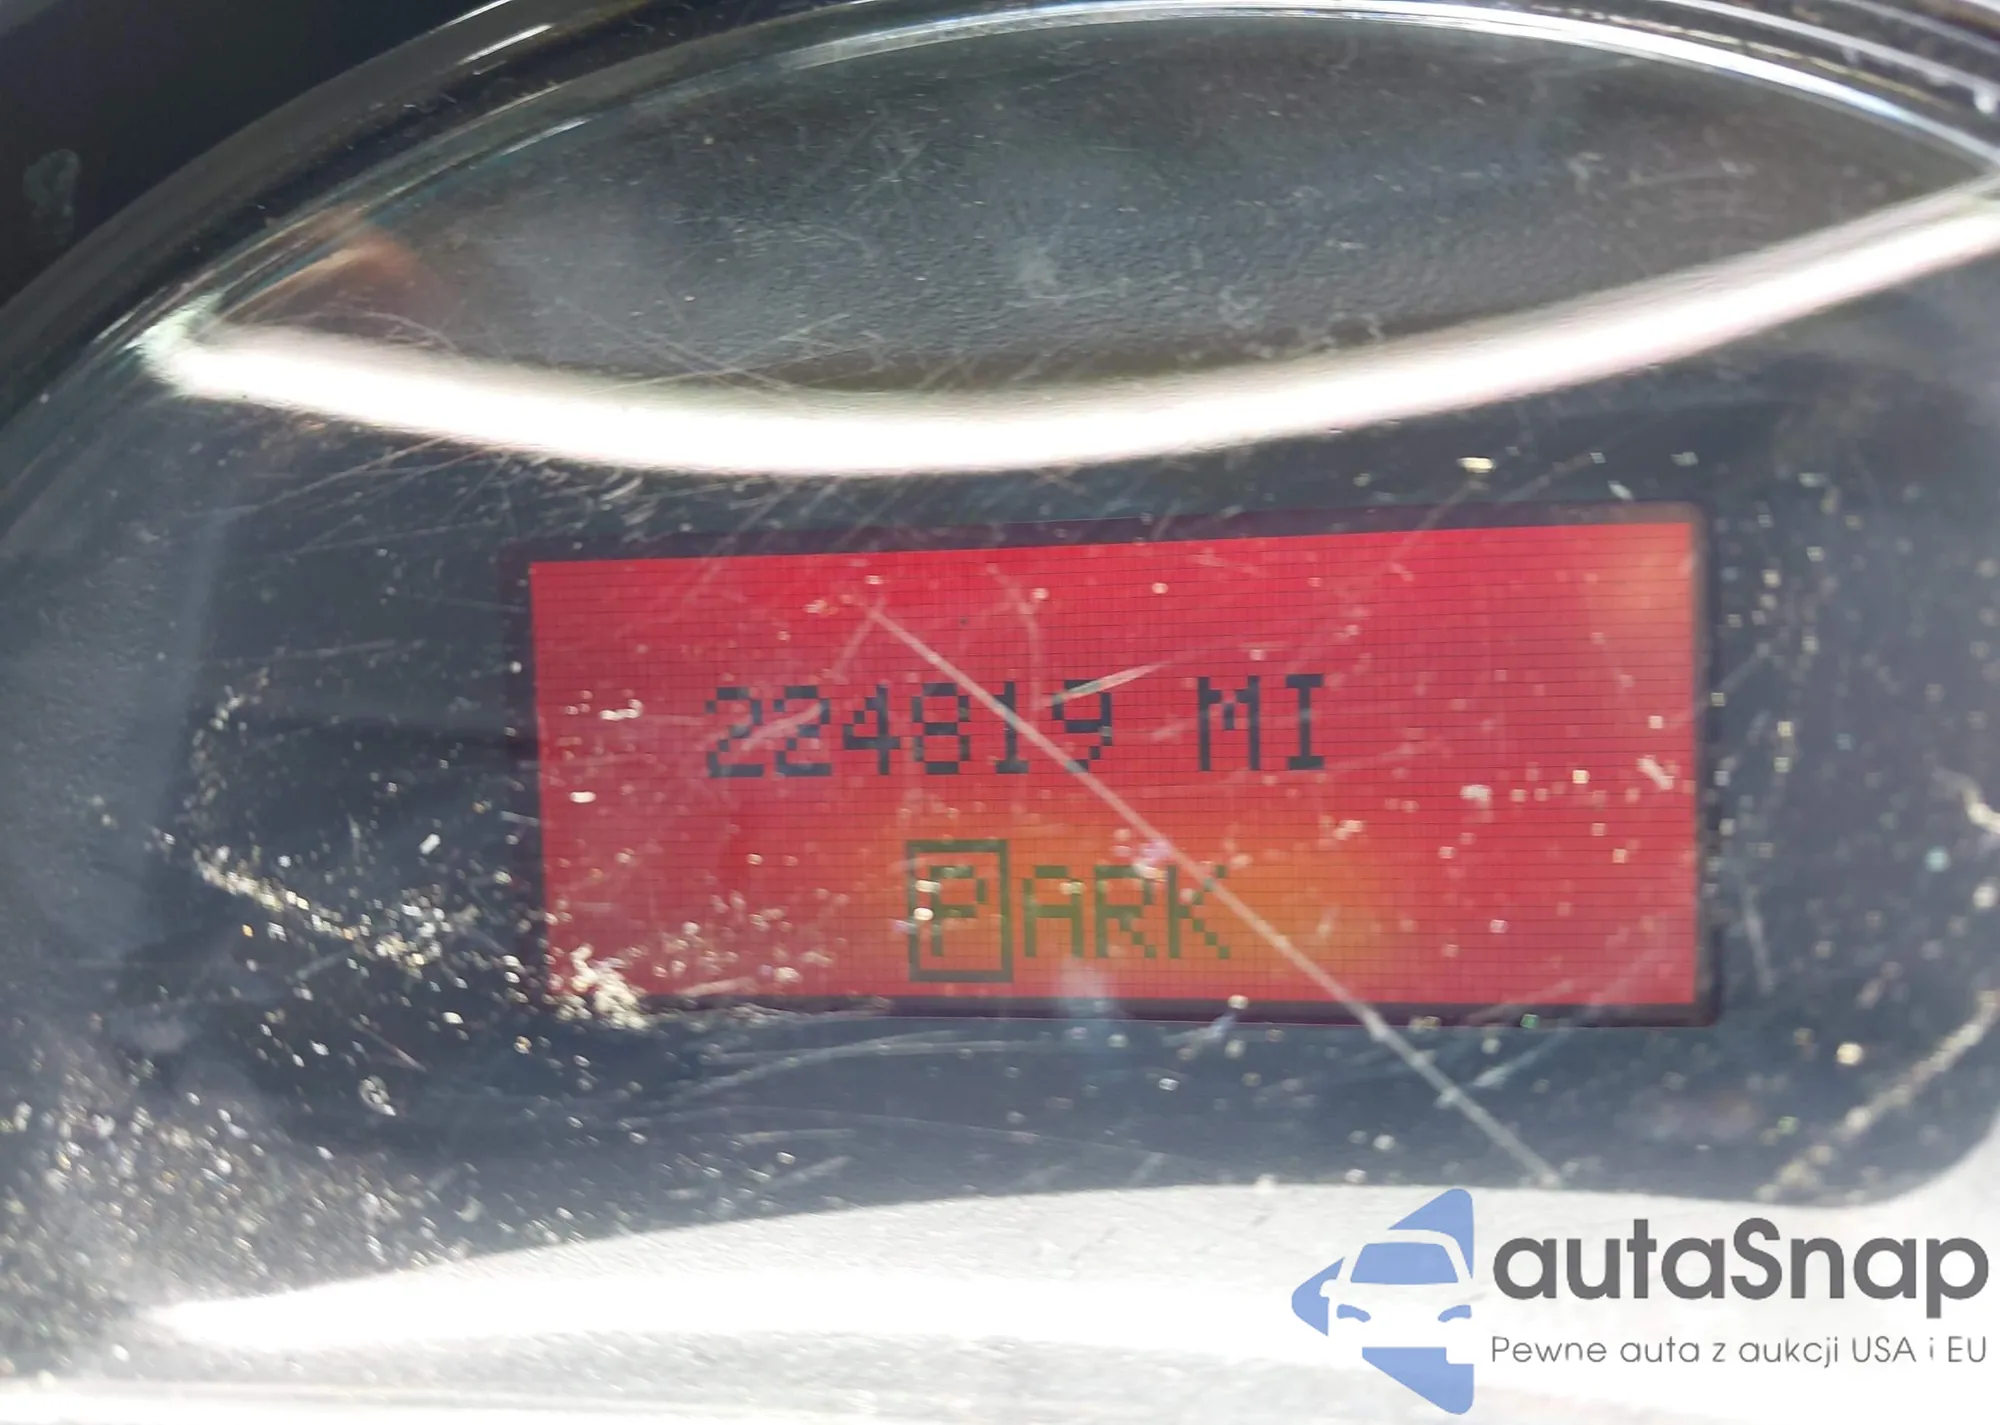 224819 MI
PARK
autaSnap
Pewne auta z aukcji USA i EU